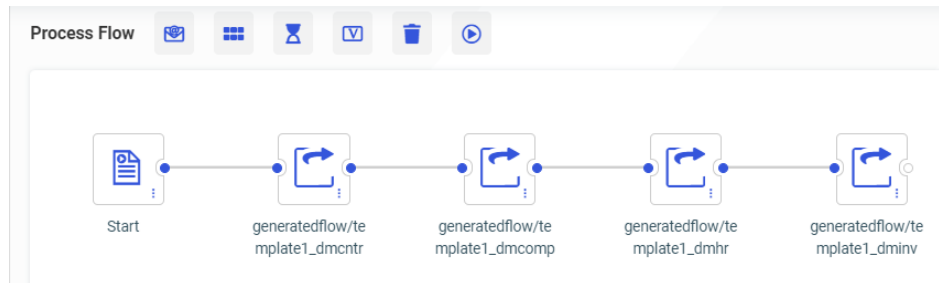 Process Flow
V
Start
generatedflow/te
mplate1_dmcntr
generatedflow/te
mplate1_dmcomp
generatedflow/te
mplate1_dmhr
generatedflow/te
mplate1_dminv